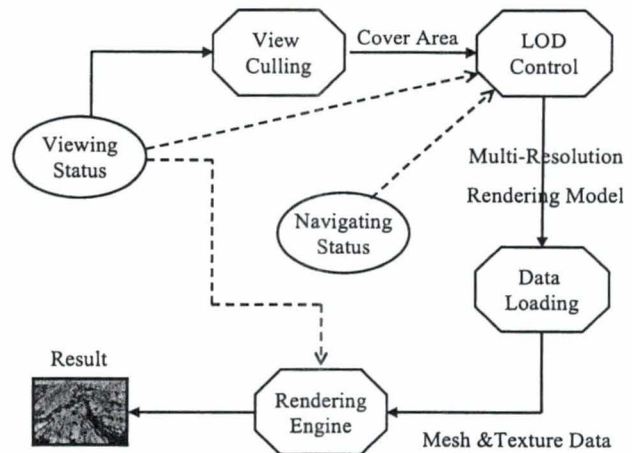 View
Culling
Cover Area
LOD
Control
Viewing
Status
Multi-Resolution
Rendering Model
Navigating
Status
Data
Loading
Result
Rendering
Engine
Mesh &Texture Data